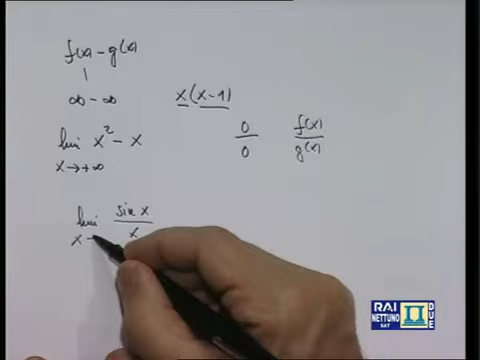 f(x) - g(x)
∞ - ∞
x(x-1)
lim x² - x
x → +∞
0
0
f(x)
g(x)
lim sin x
x → x
RAI
NETTUNO
SAT
DUE